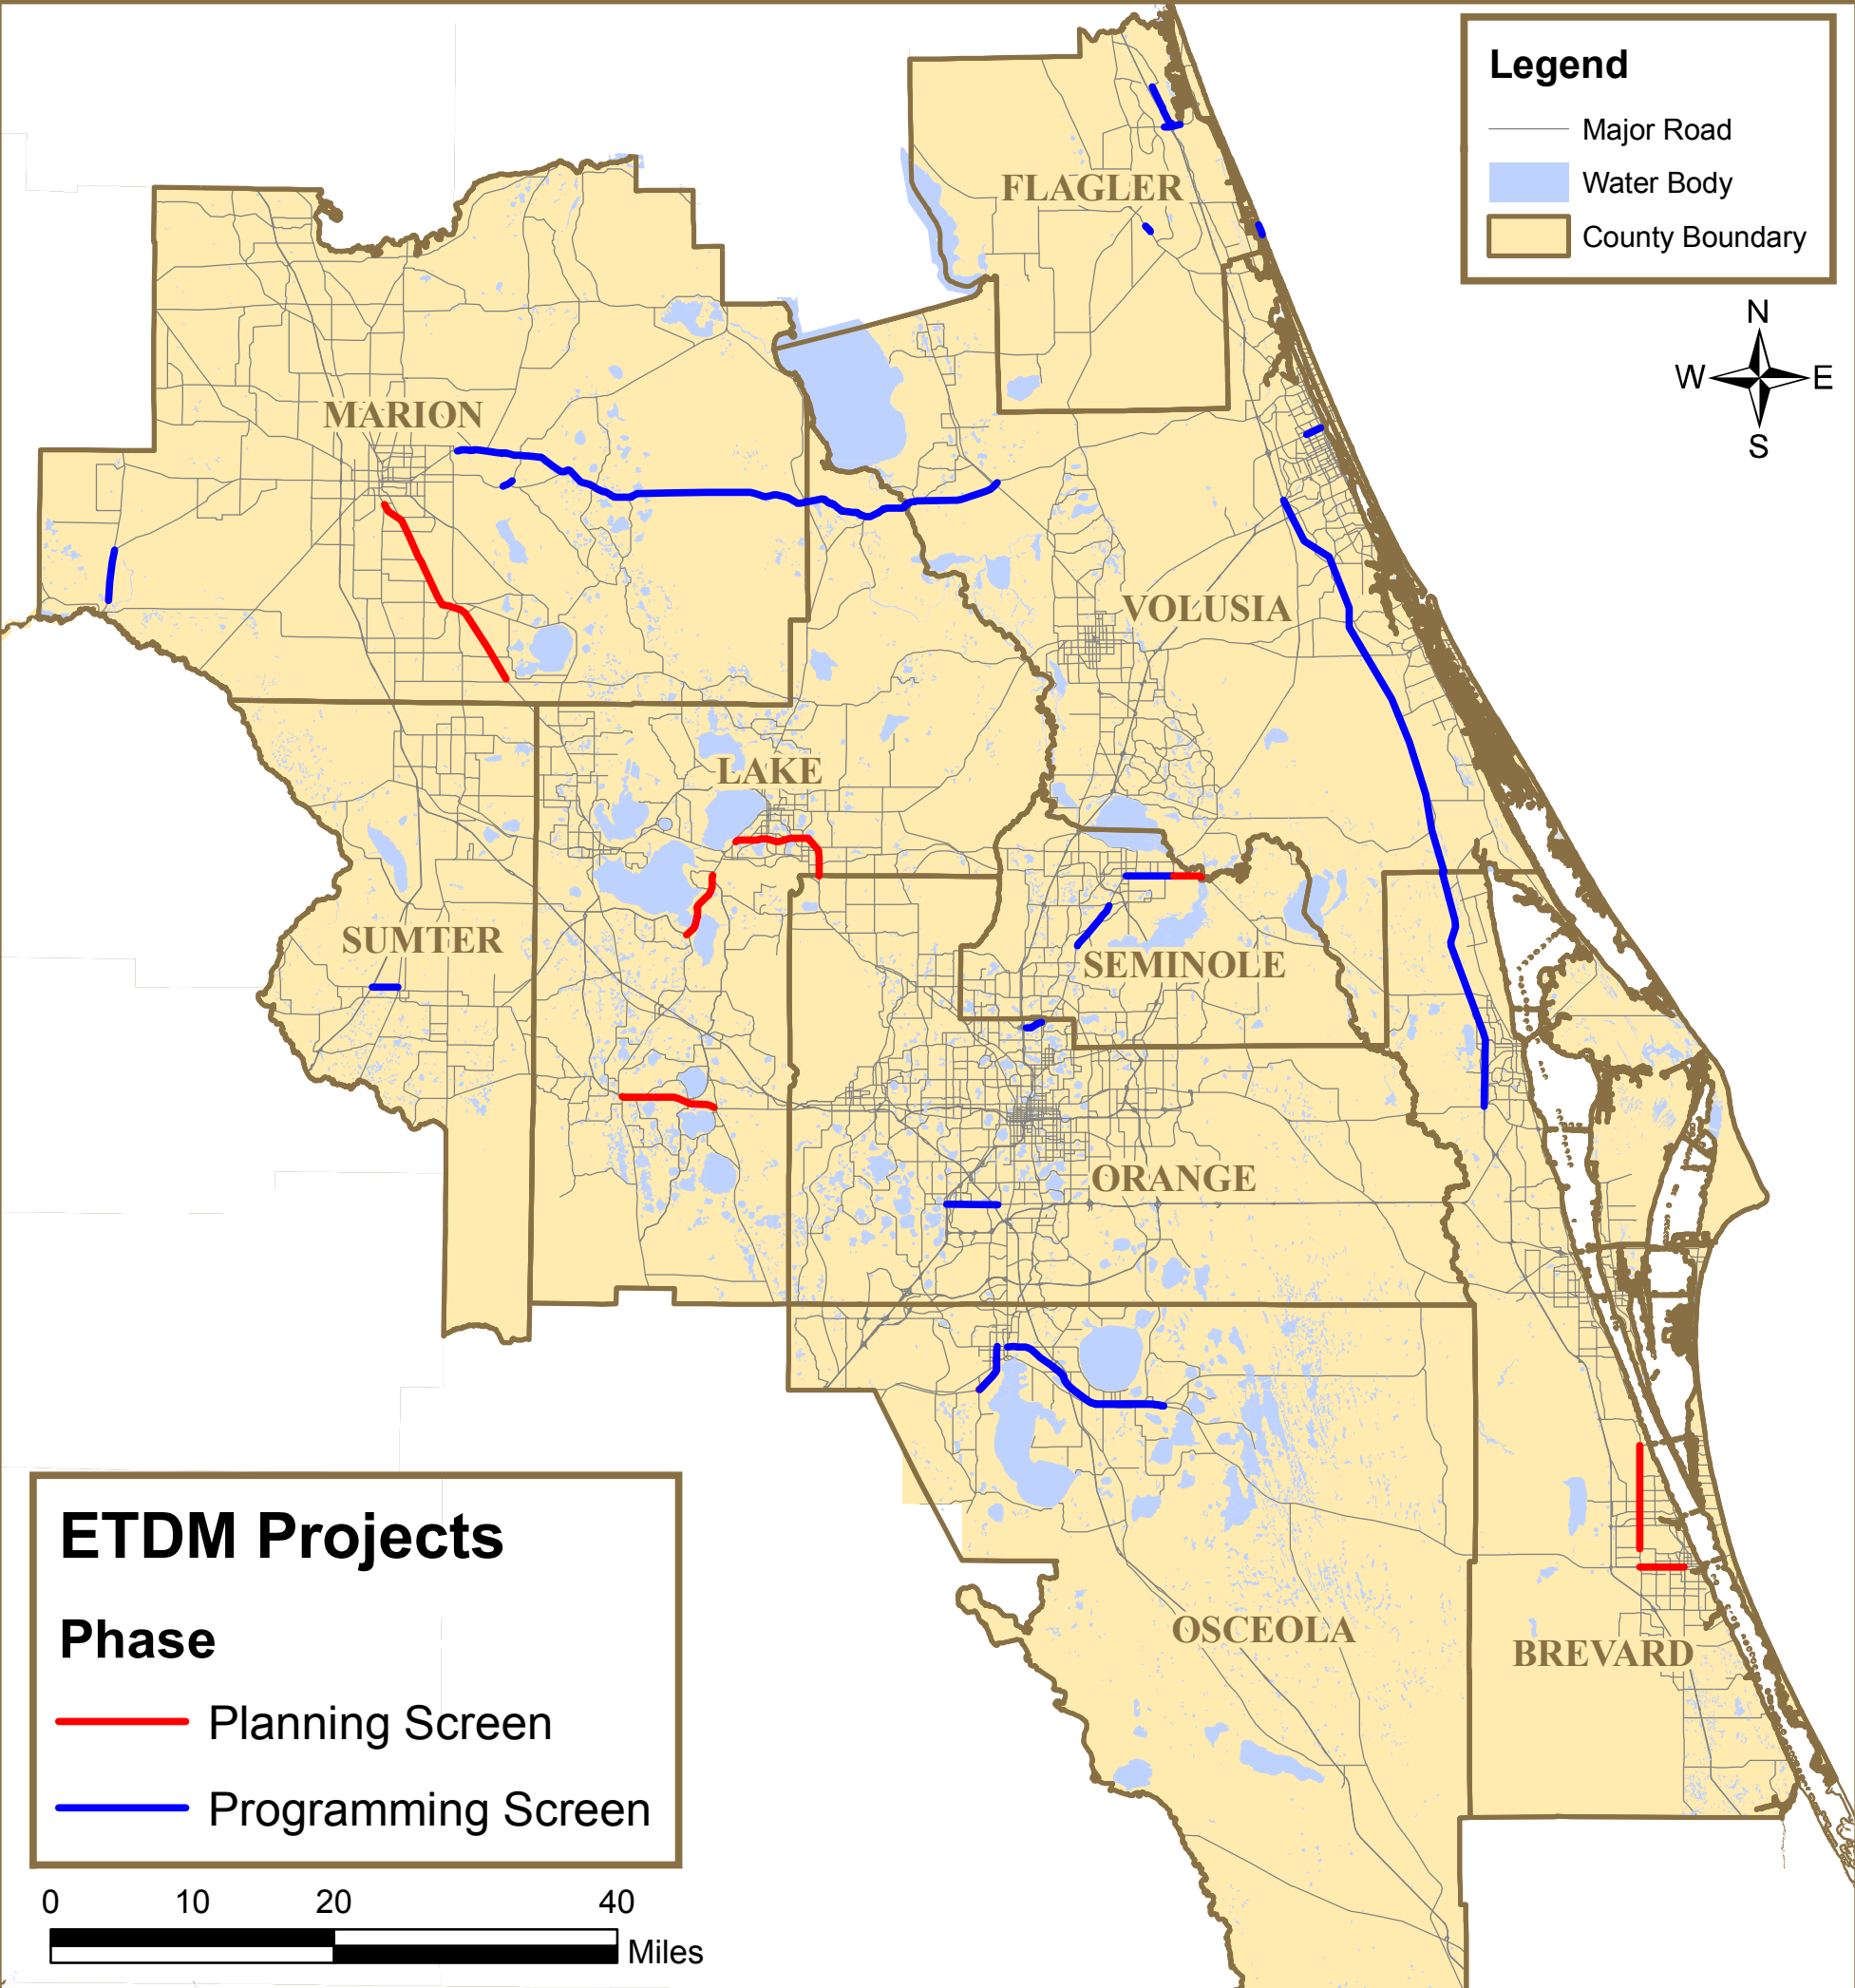 Legend
Major Road
Water Body
County Boundary
N
W E
S
FLAGLER
MARION
VOLUSIA
LAKE
SUMTER
SEMINOLE
ORANGE
OSCEOLA
BREVARD
ETDM Projects
Phase
Planning Screen
Programming Screen
0 10 20 40
Miles